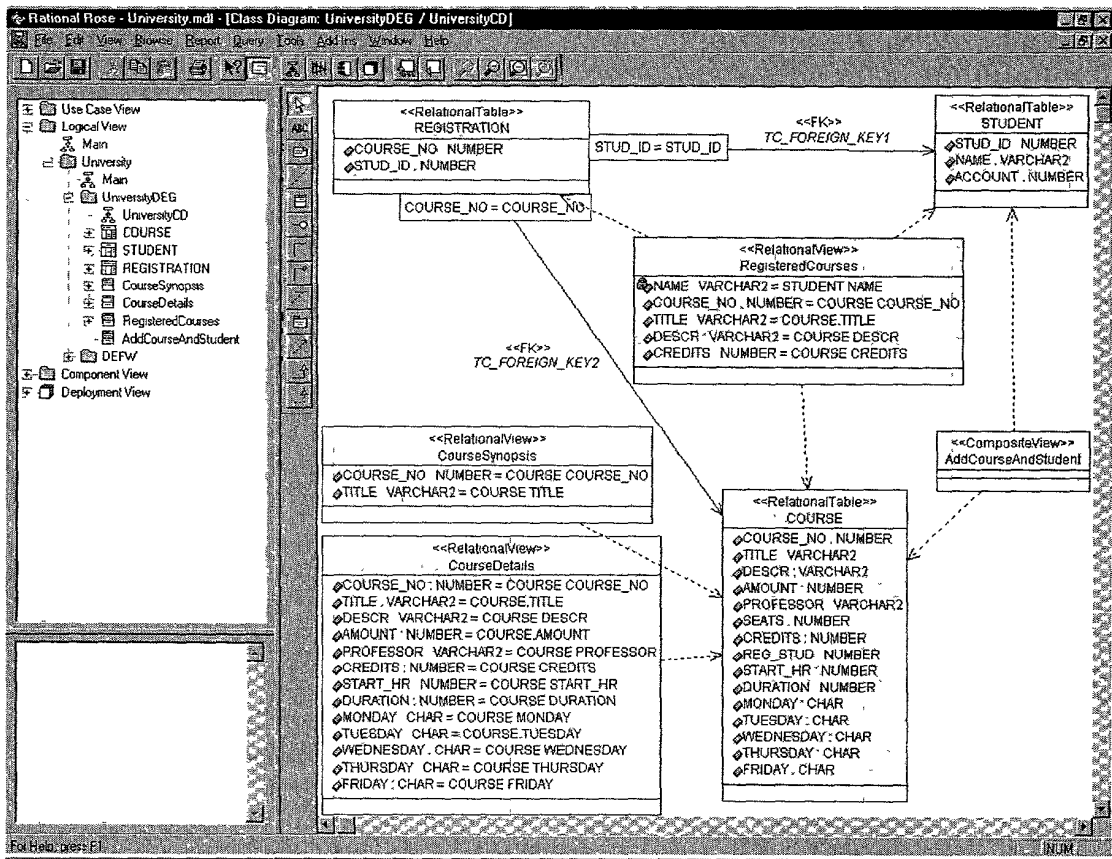 Rational Rose - University.mdl - [Class Diagram: UniversityDEG / UniversityCD]
File Edit View Browse Report Query Tools Add-Ins Window Help
Use Case View
Logical View
Main
University
Main
UniversityDEG
UniversityCD
COURSE
STUDENT
REGISTRATION
CourseSynopsis
CourseDetails
RegisteredCourses
AddCourseAndStudent
DEFW
Component View
Deployment View
ABC
<<RelationalTable>>
REGISTRATION
COURSE_NO NUMBER
STUD_ID . NUMBER
STUD_ID = STUD_ID
<<FK>>
TC_FOREIGN_KEY1
<<RelationalTable>>
STUDENT
STUD_ID NUMBER
NAME . VARCHAR2
ACCOUNT . NUMBER
COURSE_NO = COURSE_NO
<<RelationalView>>
RegisteredCourses
NAME VARCHAR2 = STUDENT NAME
COURSE_NO . NUMBER = COURSE COURSE_NO
TITLE VARCHAR2 = COURSE.TITLE
DESCR VARCHAR2 = COURSE DESCR
CREDITS NUMBER = COURSE CREDITS
<<FK>>
TC_FOREIGN_KEY2
<<RelationalView>>
CourseSynopsis
COURSE_NO NUMBER = COURSE COURSE_NO
TITLE VARCHAR2 = COURSE TITLE
<<CompositeView>>
AddCourseAndStudent
<<RelationalView>>
CourseDetails
COURSE_NO : NUMBER = COURSE COURSE_NO
TITLE . VARCHAR2 = COURSE.TITLE
DESCR VARCHAR2 = COURSE DESCR
AMOUNT NUMBER = COURSE.AMOUNT
PROFESSOR VARCHAR2 = COURSE PROFESSOR
CREDITS : NUMBER = COURSE CREDITS
START_HR NUMBER = COURSE START_HR
DURATION : NUMBER = COURSE DURATION
MONDAY CHAR = COURSE MONDAY
TUESDAY CHAR = COURSE.TUESDAY
WEDNESDAY . CHAR = COURSE WEDNESDAY
THURSDAY CHAR = COURSE THURSDAY
FRIDAY : CHAR = COURSE FRIDAY
<<RelationalTable>>
COURSE
COURSE_NO . NUMBER
TITLE VARCHAR2
DESCR : VARCHAR2
AMOUNT NUMBER
PROFESSOR VARCHAR2
SEATS . NUMBER
CREDITS : NUMBER
REG_STUD NUMBER
START_HR NUMBER
DURATION NUMBER
MONDAY CHAR
TUESDAY : CHAR
WEDNESDAY : CHAR
THURSDAY CHAR
FRIDAY . CHAR
For Help, press F1
NUM